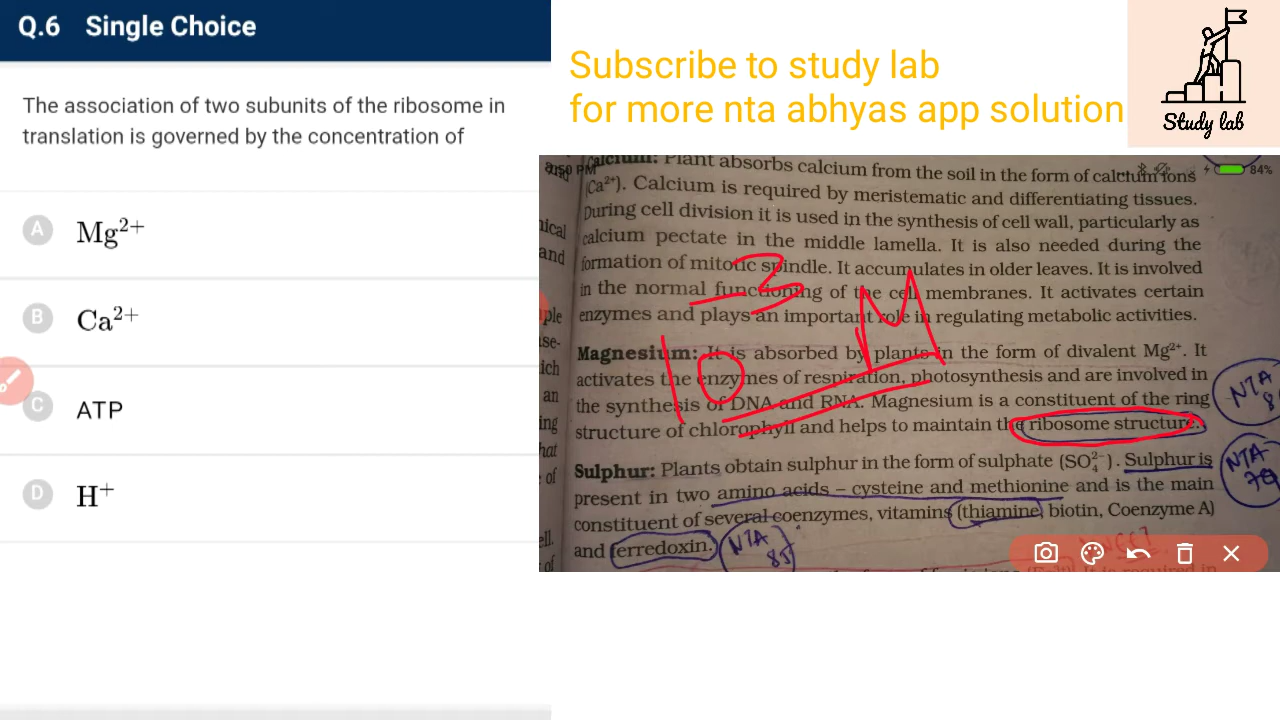 Q.6 Single Choice
The association of two subunits of the ribosome in
translation is governed by the concentration of
A Mg²⁺
B Ca²⁺
C ATP
D H⁺
Subscribe to study lab
for more nta abhyas app solution
Study lab
84%
Calcium: Plant absorbs calcium from the soil in the form of calcium ions
(Ca²⁺). Calcium is required by meristematic and differentiating tissues.
During cell division it is used in the synthesis of cell wall, particularly as
calcium pectate in the middle lamella. It is also needed during the
formation of mitotic spindle. It accumulates in older leaves. It is involved
in the normal functioning of the cell membranes. It activates certain
enzymes and plays an important role in regulating metabolic activities.
Magnesium: It is absorbed by plants in the form of divalent Mg²⁺. It
activates the enzymes of respiration, photosynthesis and are involved in
the synthesis of DNA and RNA. Magnesium is a constituent of the ring
structure of chlorophyll and helps to maintain the ribosome structure.
Sulphur: Plants obtain sulphur in the form of sulphate (SO₄²⁻). Sulphur is
present in two amino acids – cysteine and methionine and is the main
constituent of several coenzymes, vitamins (thiamine, biotin, Coenzyme A)
and ferredoxin.
NTA
85
NTA
NTA
10⁻³ M